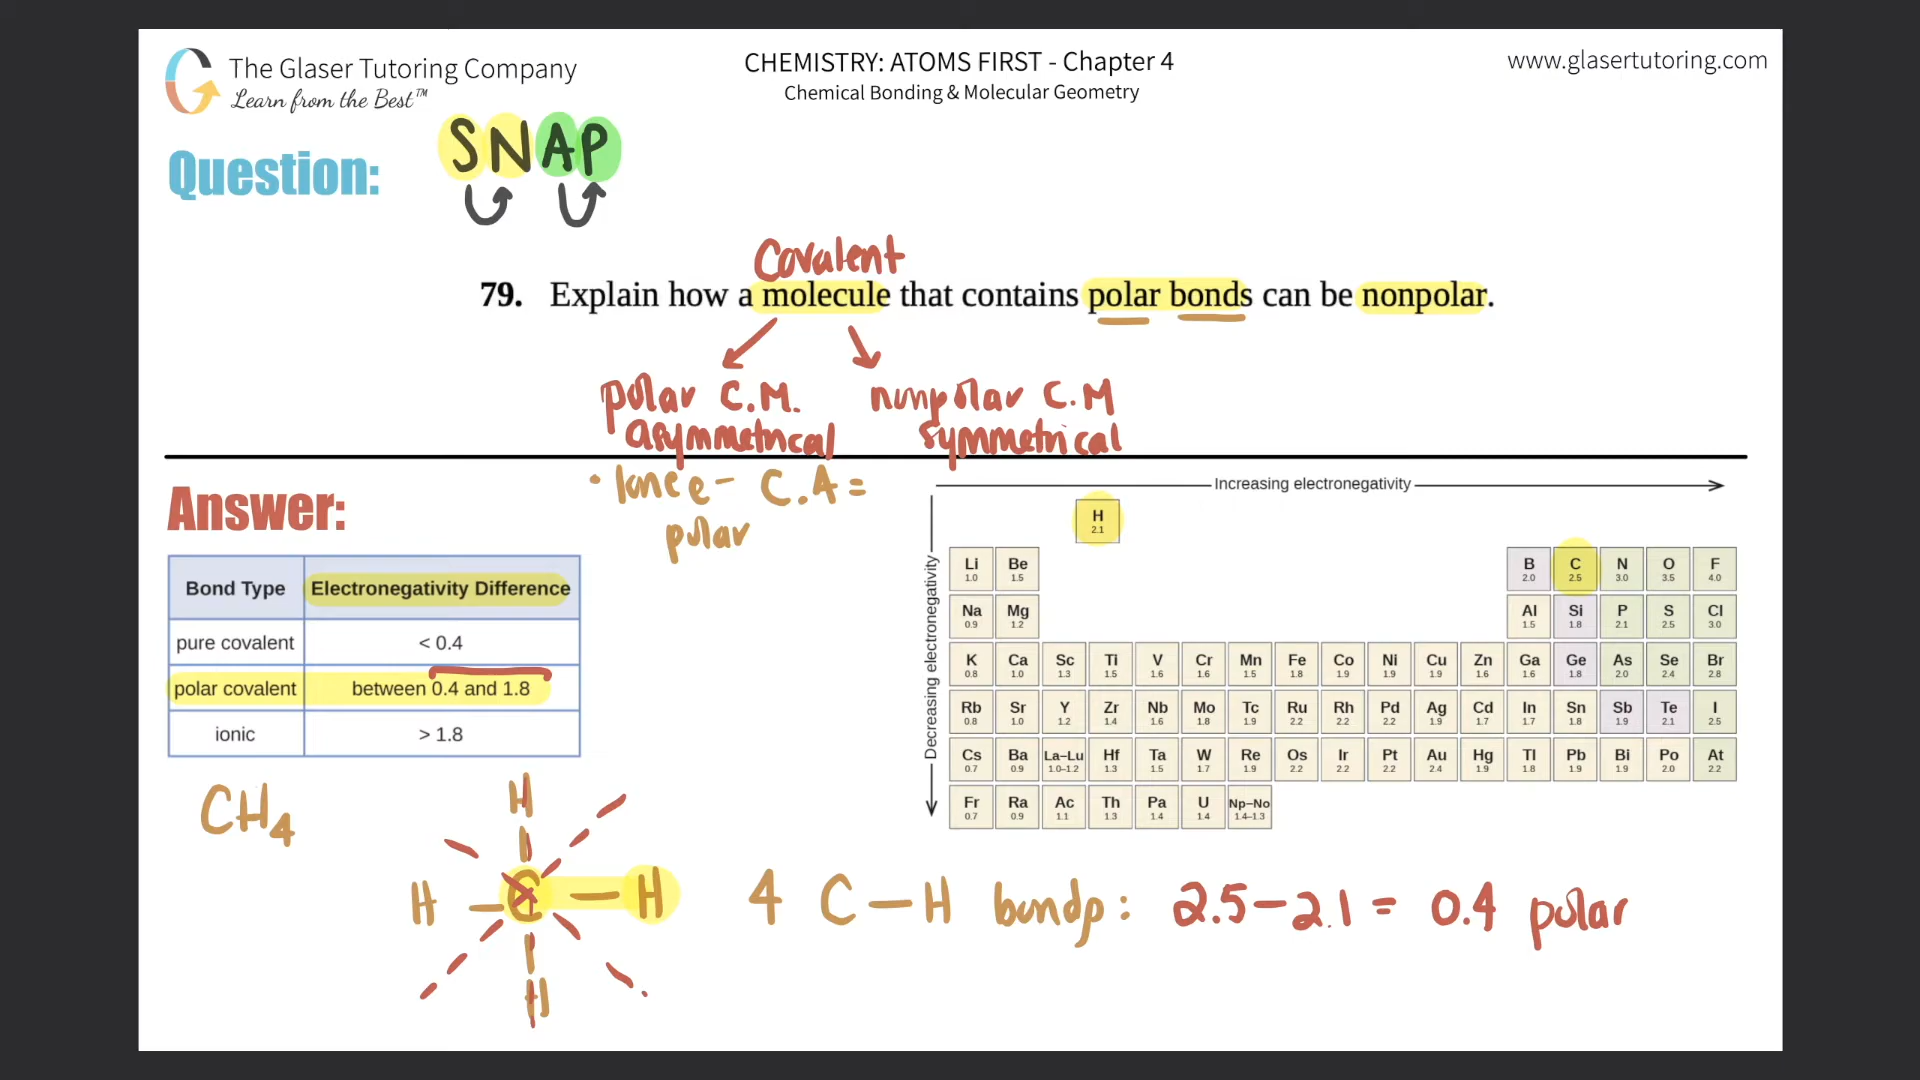 The Glaser Tutoring Company
Learn from the Best™
CHEMISTRY: ATOMS FIRST - Chapter 4
Chemical Bonding & Molecular Geometry
www.glasertutoring.com
Question:
SNAP
Covalent
79. Explain how a molecule that contains polar bonds can be nonpolar.
polar C.M. nonpolar C.M
asymmetrical symmetrical
Answer:
C.A =
polar
Bond Type Electronegativity Difference
pure covalent < 0.4
polar covalent between 0.4 and 1.8
ionic > 1.8
Increasing electronegativity
Decreasing electronegativity
H
2.1
Li Be B C N O F
1.0 1.5 2.0 2.5 3.0 3.5 4.0
Na Mg Al Si P S Cl
0.9 1.2 1.5 1.8 2.1 2.5 3.0
K Ca Sc Ti V Cr Mn Fe Co Ni Cu Zn Ga Ge As Se Br
0.8 1.0 1.3 1.5 1.6 1.6 1.5 1.8 1.9 1.9 1.9 1.6 1.6 1.8 2.0 2.4 2.8
Rb Sr Y Zr Nb Mo Tc Ru Rh Pd Ag Cd In Sn Sb Te I
0.8 1.0 1.2 1.4 1.6 1.8 1.9 2.2 2.2 2.2 1.9 1.7 1.7 1.8 1.9 2.1 2.5
Cs Ba La–Lu Hf Ta W Re Os Ir Pt Au Hg Tl Pb Bi Po At
0.7 0.9 1.0–1.2 1.3 1.5 1.7 1.9 2.2 2.2 2.2 2.4 1.9 1.8 1.9 1.9 2.0 2.2
Fr Ra Ac Th Pa U Np–No
0.7 0.9 1.1 1.3 1.4 1.4 1.4–1.3
CH4
H
H – C – H
H
4 C – H bonds: 2.5 – 2.1 = 0.4 polar